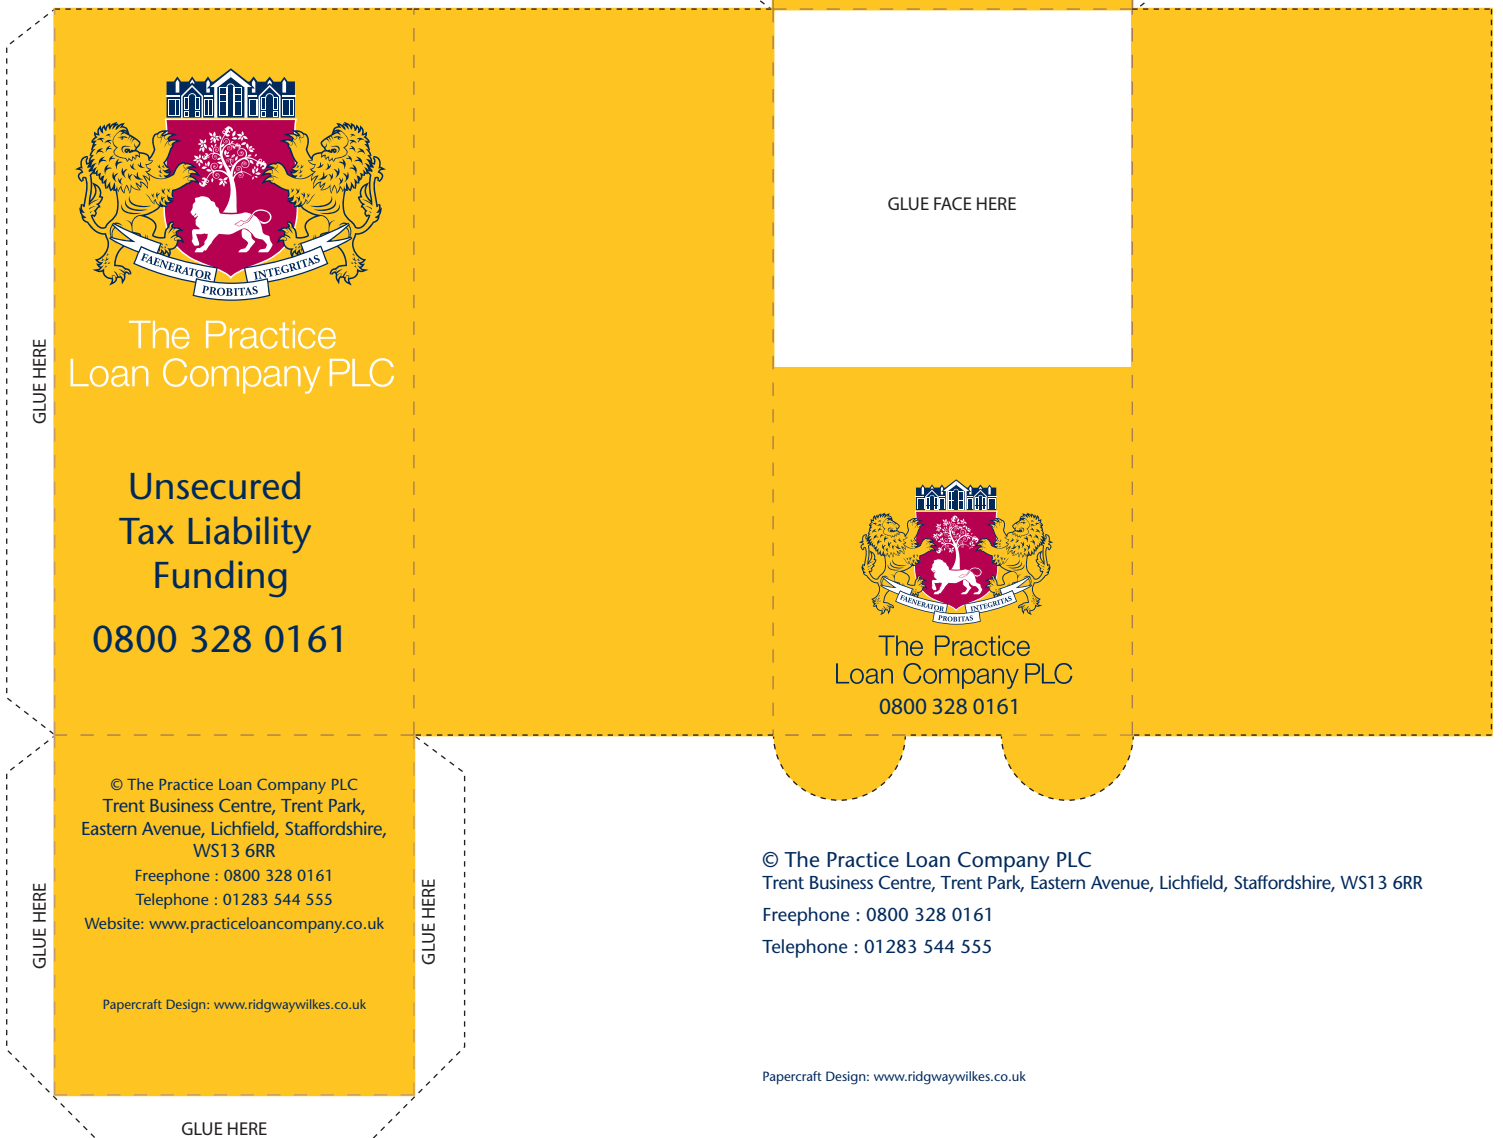 FAENERATOR
PROBITAS
INTEGRITAS
The Practice
Loan Company PLC
Unsecured
Tax Liability
Funding
0800 328 0161
GLUE HERE
GLUE FACE HERE
FAENERATOR
PROBITAS
INTEGRITAS
The Practice
Loan Company PLC
0800 328 0161
© The Practice Loan Company PLC
Trent Business Centre, Trent Park,
Eastern Avenue, Lichfield, Staffordshire,
WS13 6RR
Freephone : 0800 328 0161
Telephone : 01283 544 555
Website: www.practiceloancompany.co.uk
Papercraft Design: www.ridgwaywilkes.co.uk
GLUE HERE
GLUE HERE
GLUE HERE
© The Practice Loan Company PLC
Trent Business Centre, Trent Park, Eastern Avenue, Lichfield, Staffordshire, WS13 6RR
Freephone : 0800 328 0161
Telephone : 01283 544 555
Papercraft Design: www.ridgwaywilkes.co.uk